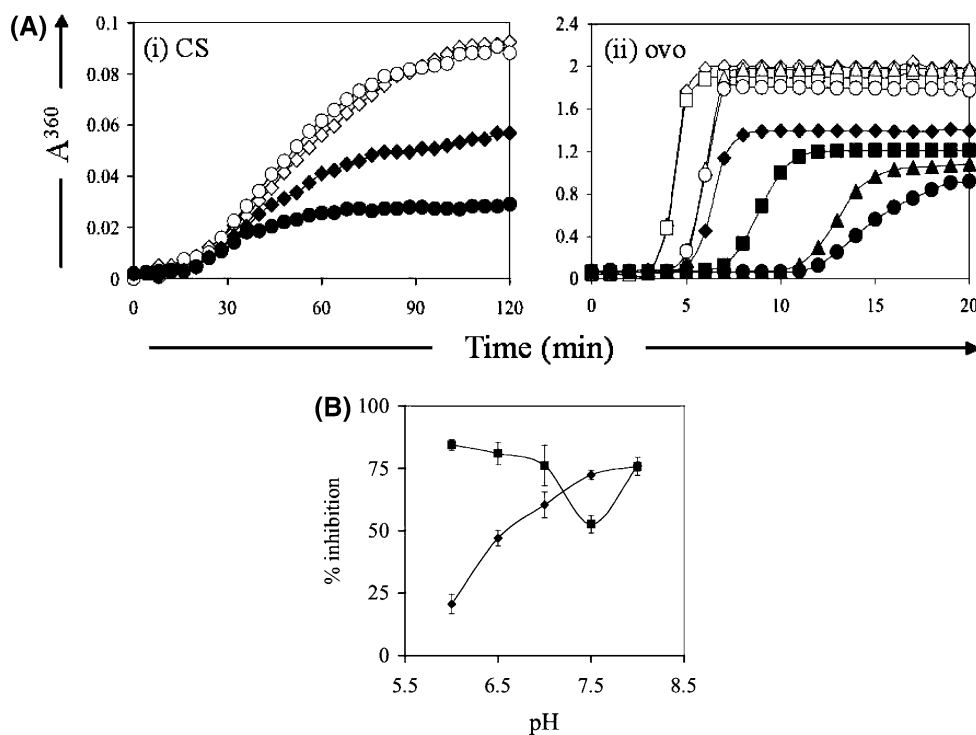 (A)
A360
(i) CS
0.1
0.08
0.06
0.04
0.02
0
0 30 60 90 120
(ii) ovo
2.4
2
1.6
1.2
0.8
0.4
0
0 5 10 15 20
Time (min)
(B)
% inhibition
100
75
50
25
0
5.5 6.5 7.5 8.5
pH